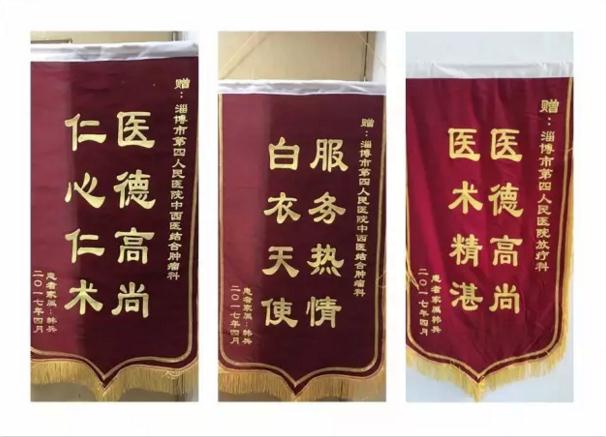 赠：淄博市第四人民医院中西医结合肿瘤科
医德高尚
仁心仁术
患者家属：韩兵
二〇一七年四月
赠：淄博市第四人民医院中西医结合肿瘤科
服务热情
白衣天使
患者家属：韩兵
二〇一七年四月
赠：淄博市第四人民医院放疗科
医德高尚
医术精湛
患者家属韩兵
二〇一七年四月